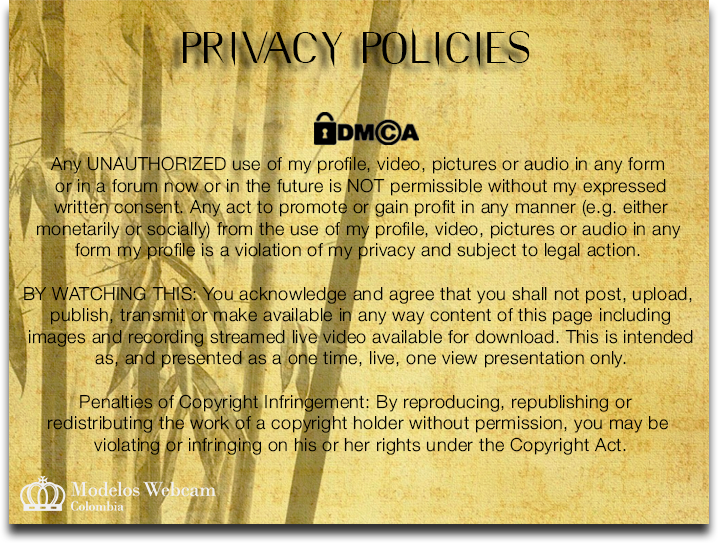 PRIVACY POLICIES
DMCA
Any UNAUTHORIZED use of my profile, video, pictures or audio in any form
or in a forum now or in the future is NOT permissible without my expressed
written consent. Any act to promote or gain profit in any manner (e.g. either
monetarily or socially) from the use of my profile, video, pictures or audio in any
form my profile is a violation of my privacy and subject to legal action.
BY WATCHING THIS: You acknowledge and agree that you shall not post, upload,
publish, transmit or make available in any way content of this page including
images and recording streamed live video available for download. This is intended
as, and presented as a one time, live, one view presentation only.
Penalties of Copyright Infringement: By reproducing, republishing or
redistributing the work of a copyright holder without permission, you may be
violating or infringing on his or her rights under the Copyright Act.
Modelos Webcam
Colombia